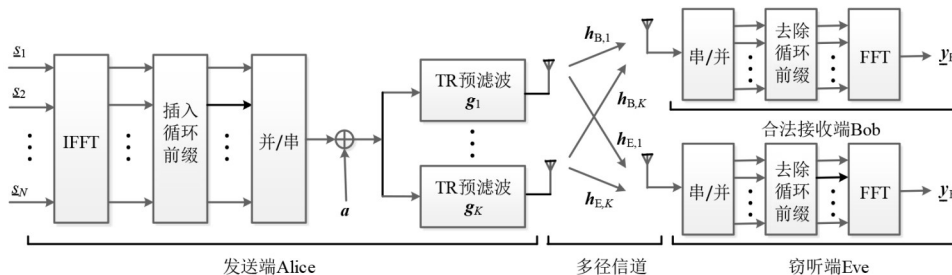 s1
s2
sN
IFFT
插入
循环
前缀
并/串
a
TR预滤波
g1
TR预滤波
gK
hB,1
hB,K
hE,1
hE,K
串/并
去除
循环
前缀
FFT
合法接收端Bob
串/并
去除
循环
前缀
FFT
发送端Alice
多径信道
窃听端Eve